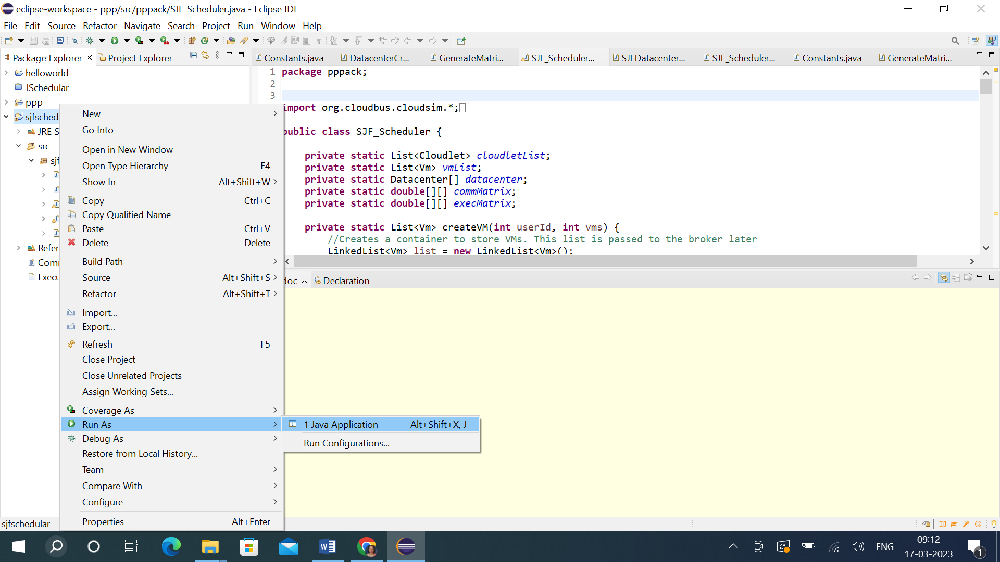 eclipse-workspace - ppp/src/pppack/SJF_Scheduler.java - Eclipse IDE
File Edit Source Refactor Navigate Search Project Run Window Help
Package Explorer
Project Explorer
helloworld
JSchedular
ppp
sjfsched
JRE S
src
sjf
Refer
Com
Execu
New
Go Into
Open in New Window
Open Type Hierarchy F4
Show In Alt+Shift+W
Copy Ctrl+C
Copy Qualified Name
Paste Ctrl+V
Delete Delete
Build Path
Source Alt+Shift+S
Refactor Alt+Shift+T
Import...
Export...
Refresh F5
Close Project
Close Unrelated Projects
Assign Working Sets...
Coverage As
Run As
Debug As
Restore from Local History...
Team
Compare With
Configure
Properties Alt+Enter
1 Java Application Alt+Shift+X, J
Run Configurations...
Constants.java DatacenterCr... GenerateMatri... SJF_Scheduler... SJFDatacenter... SJF_Scheduler... Constants.java GenerateMatri...
1 package pppack;
2
3
import org.cloudbus.cloudsim.*;
public class SJF_Scheduler {
private static List<Cloudlet> cloudletList;
private static List<Vm> vmList;
private static Datacenter[] datacenter;
private static double[][] commMatrix;
private static double[][] execMatrix;
private static List<Vm> createVM(int userId, int vms) {
//Creates a container to store VMs. This list is passed to the broker later
LinkedList<Vm> list = new LinkedList<Vm>();
doc
Declaration
sjfschedular
ENG
09:12
17-03-2023
1